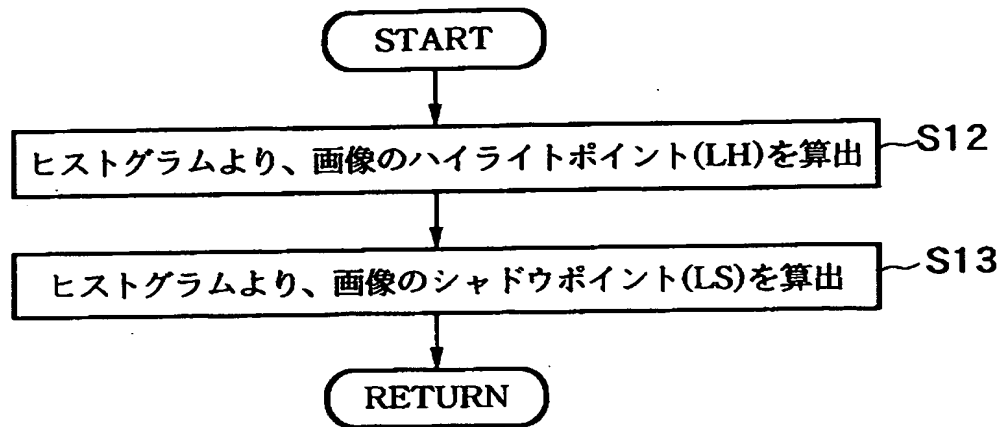 START
ヒストグラムより、画像のハイライトポイント(LH)を算出
S12
ヒストグラムより、画像のシャドウポイント(LS)を算出
S13
RETURN